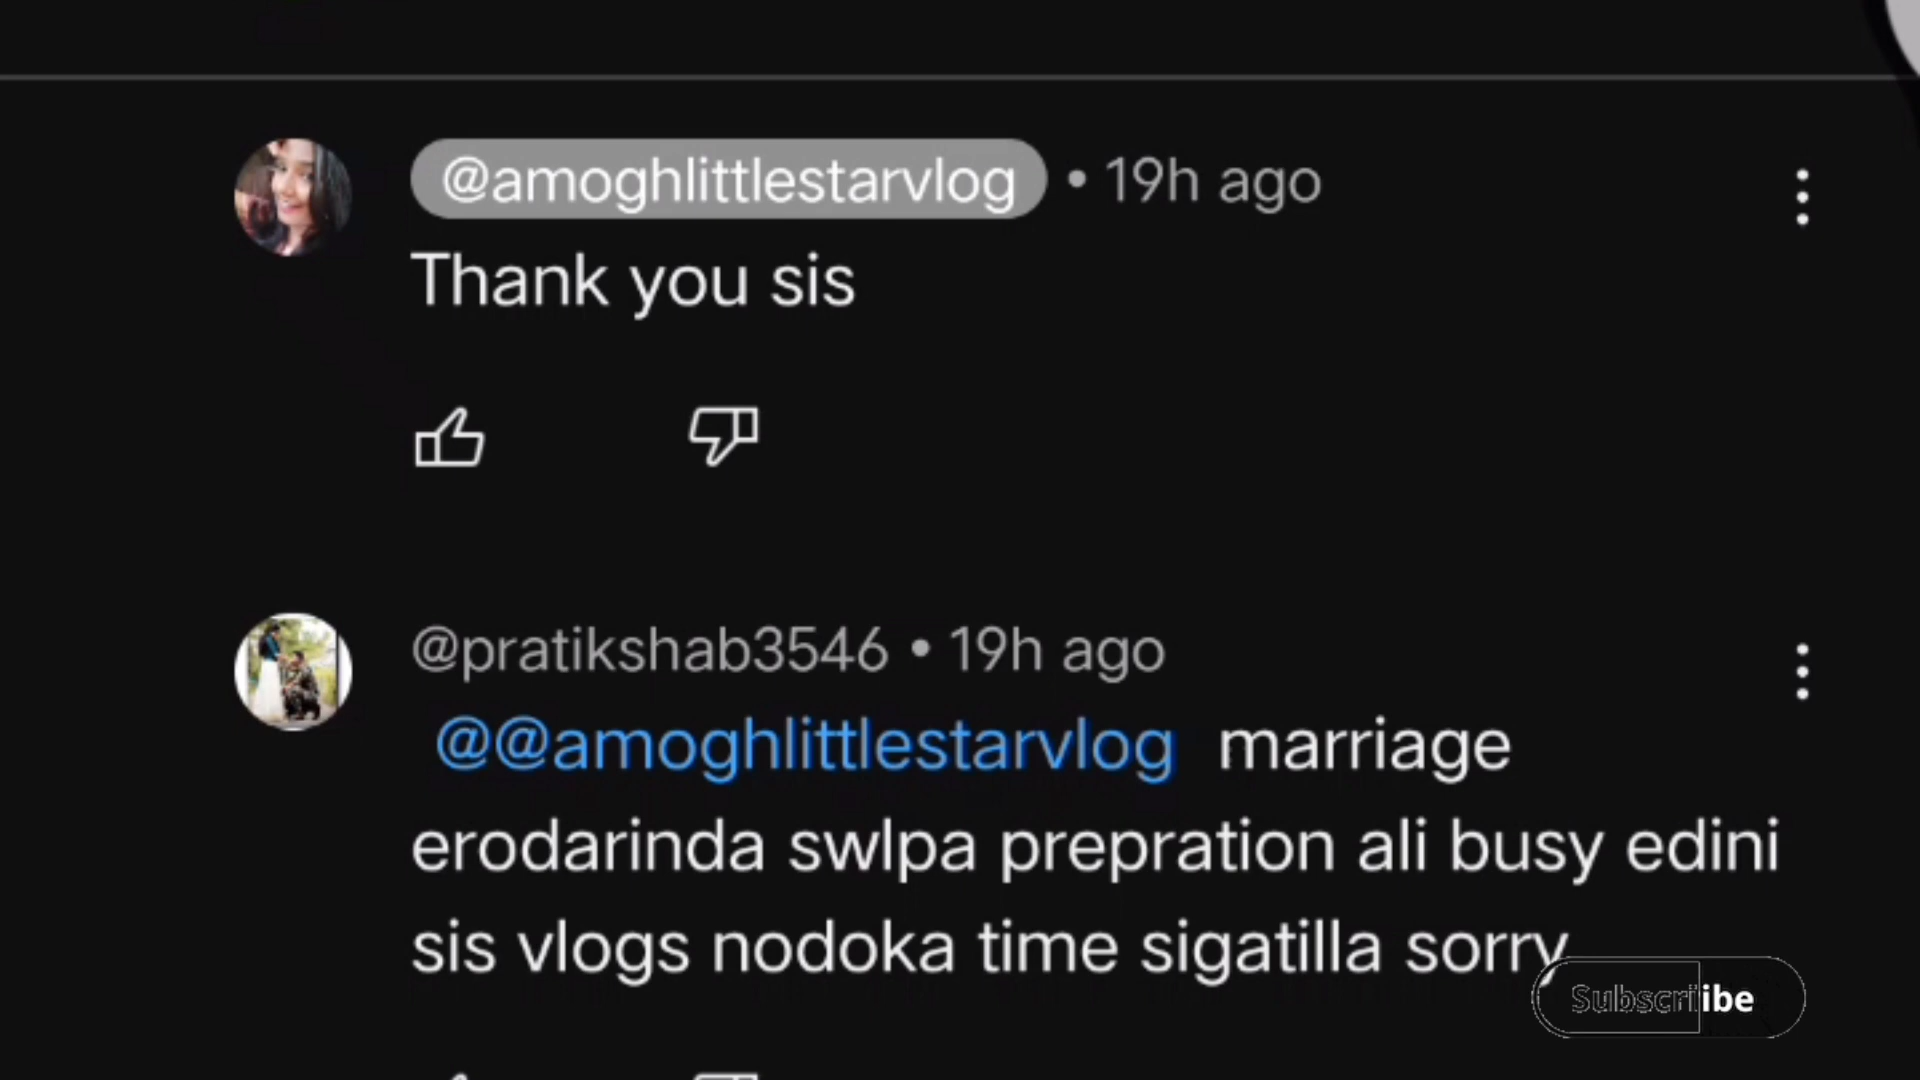 @amoghlittlestarvlog • 19h ago
Thank you sis
@pratikshab3546 • 19h ago
@@amoghlittlestarvlog marriage
erodarinda swlpa prepration ali busy edini
sis vlogs nodoka time sigatilla sorry
Subscribe